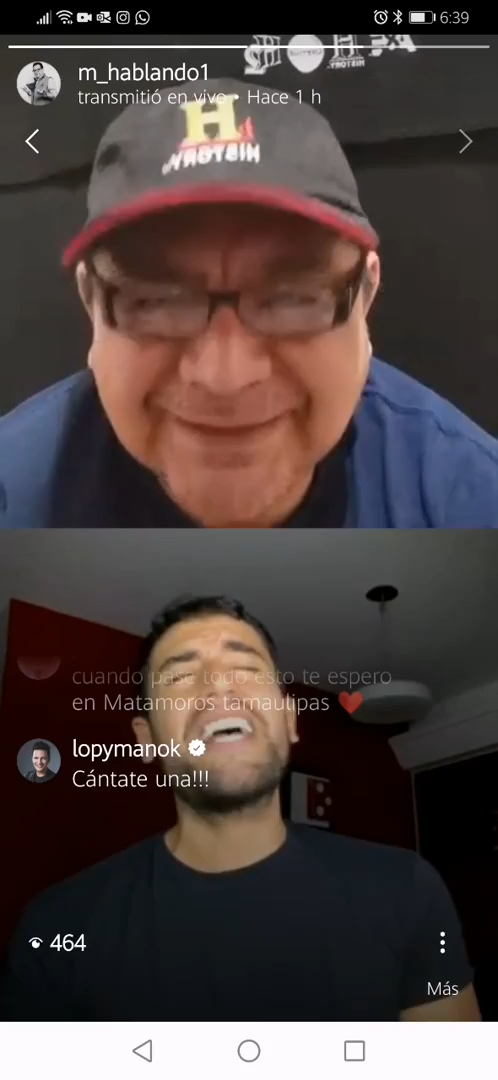 6:39
m_hablando1
transmitió en vivo • Hace 1 h
H
HISTORY
cuando pase todo esto te espero
en Matamoros tamaulipas ❤️
lopymanok
Cántate una!!!
464
Más